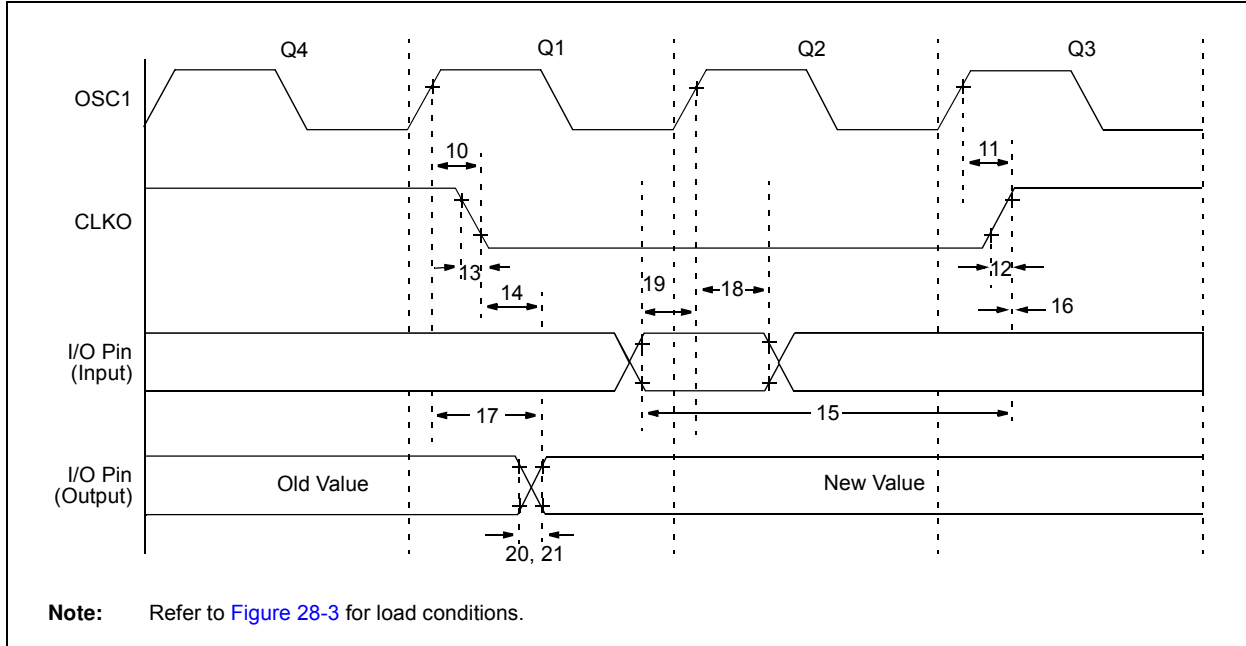 Q4 Q1 Q2 Q3
OSC1
10 11
CLKO
13 12
14 19 18 16
I/O Pin
(Input)
17 15
I/O Pin
(Output)
Old Value New Value
20, 21
Note: Refer to Figure 28-3 for load conditions.